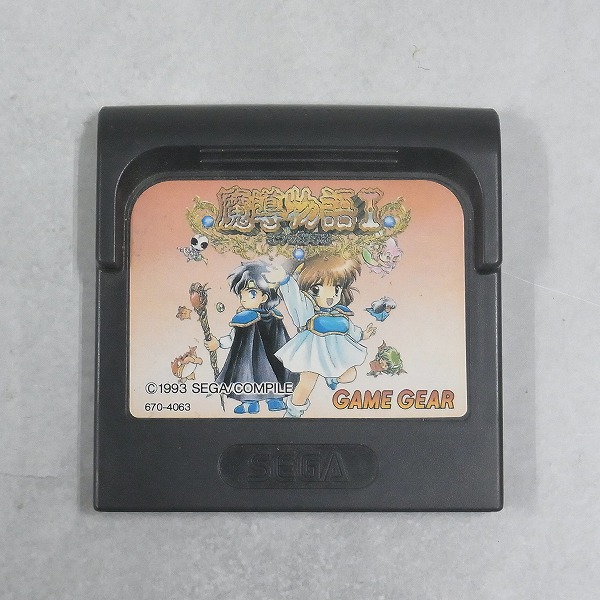 魔導物語I
©1993 SEGA/COMPILE
670-4063
GAME GEAR
SEGA